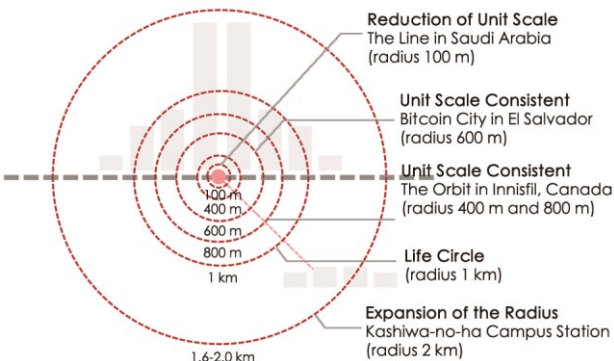 Reduction of Unit Scale
The Line in Saudi Arabia
(radius 100 m)
Unit Scale Consistent
Bitcoin City in El Salvador
(radius 600 m)
Unit Scale Consistent
The Orbit in Innisfil, Canada
(radius 400 m and 800 m)
Life Circle
(radius 1 km)
Expansion of the Radius
Kashiwa-no-ha Campus Station
(radius 2 km)
100 m
400 m
600 m
800 m
1 km
1.6-2.0 km